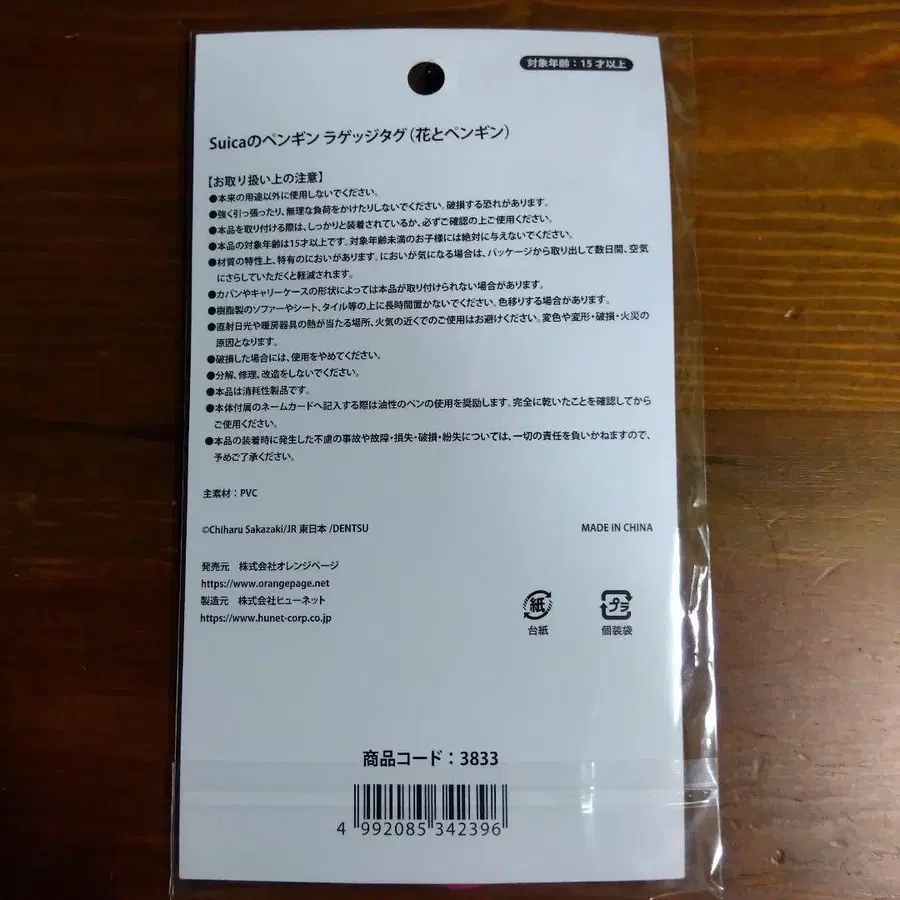 対象年齢：15才以上
Suicaのペンギン ラゲッジタグ（花とペンギン）
【お取り扱い上の注意】
●本来の用途以外に使用しないでください。
●強く引っ張ったり、無理な負荷をかけたりしないでください。破損する恐れがあります。
●本品を取り付ける際は、しっかりと装着されているか、必ずご確認の上ご使用ください。
●本品の対象年齢は15才以上です。対象年齢未満のお子様には絶対に与えないでください。
●材質の特性上、特有のにおいがあります。においが気になる場合は、パッケージから取り出して数日間、空気
にさらしていただくと軽減されます。
●カバンやキャリーケースの形状によっては本品が取り付けられない場合があります。
●樹脂製のソファーやシート、タイル等の上に長時間置かないでください。色移りする場合があります。
●直射日光や暖房器具の熱が当たる場所、火気の近くでのご使用はお避けください。変色や変形・破損・火災の
原因となります。
●破損した場合には、使用をやめてください。
●分解、修理、改造をしないでください。
●本品は消耗性製品です。
●本体付属のネームカードへ記入する際は油性のペンの使用を奨励します。完全に乾いたことを確認してから
ご使用ください。
●本品の装着時に発生した不慮の事故や故障・損失・破損・紛失については、一切の責任を負いかねますので、
予めご了承ください。
主素材：PVC
©Chiharu Sakazaki/JR 東日本 /DENTSU
MADE IN CHINA
発売元　株式会社オレンジページ
https://www.orangepage.net
製造元　株式会社ヒューネット
https://www.hunet-corp.co.jp
紙
台紙
プラ
個装袋
商品コード：3833
4 992085 342396